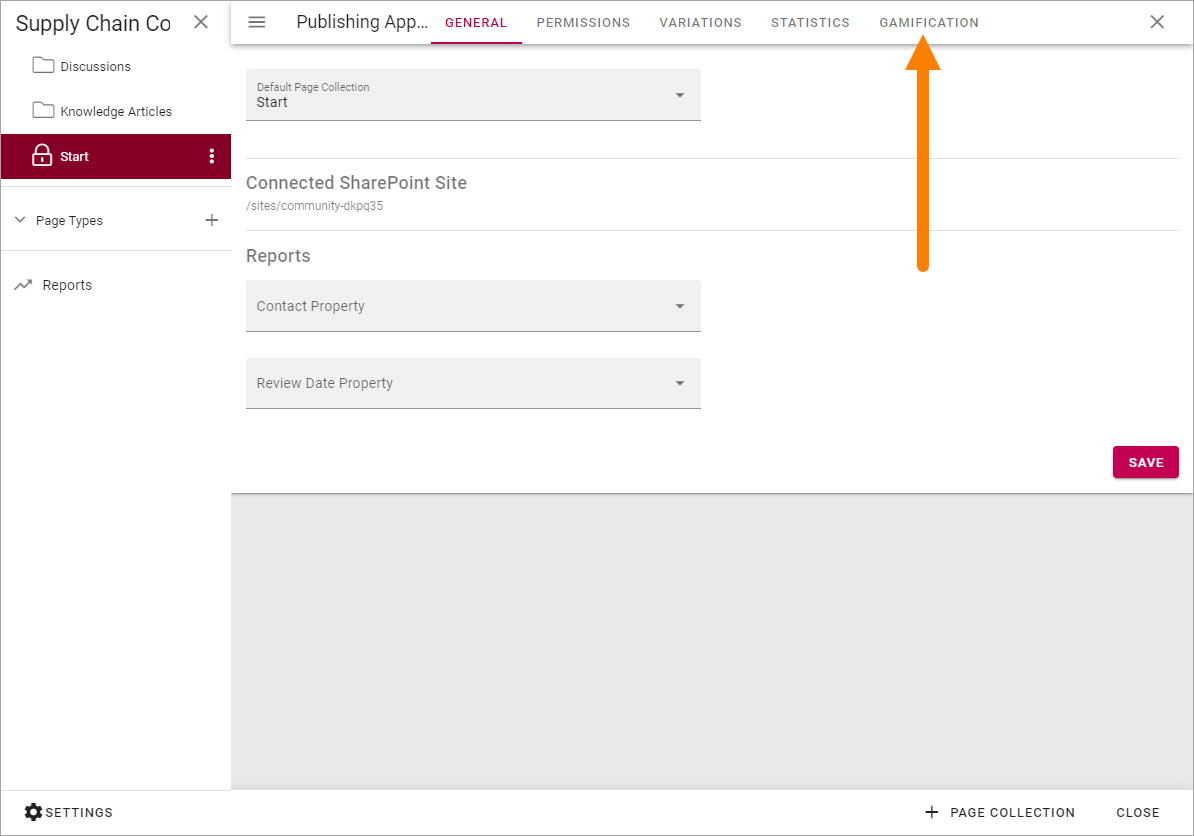 Supply Chain Co
Discussions
Knowledge Articles
Start
Page Types
Reports
SETTINGS
Publishing App...
GENERAL
PERMISSIONS
VARIATIONS
STATISTICS
GAMIFICATION
Default Page Collection
Start
Connected SharePoint Site
/sites/community-dkpq35
Reports
Contact Property
Review Date Property
SAVE
PAGE COLLECTION
CLOSE